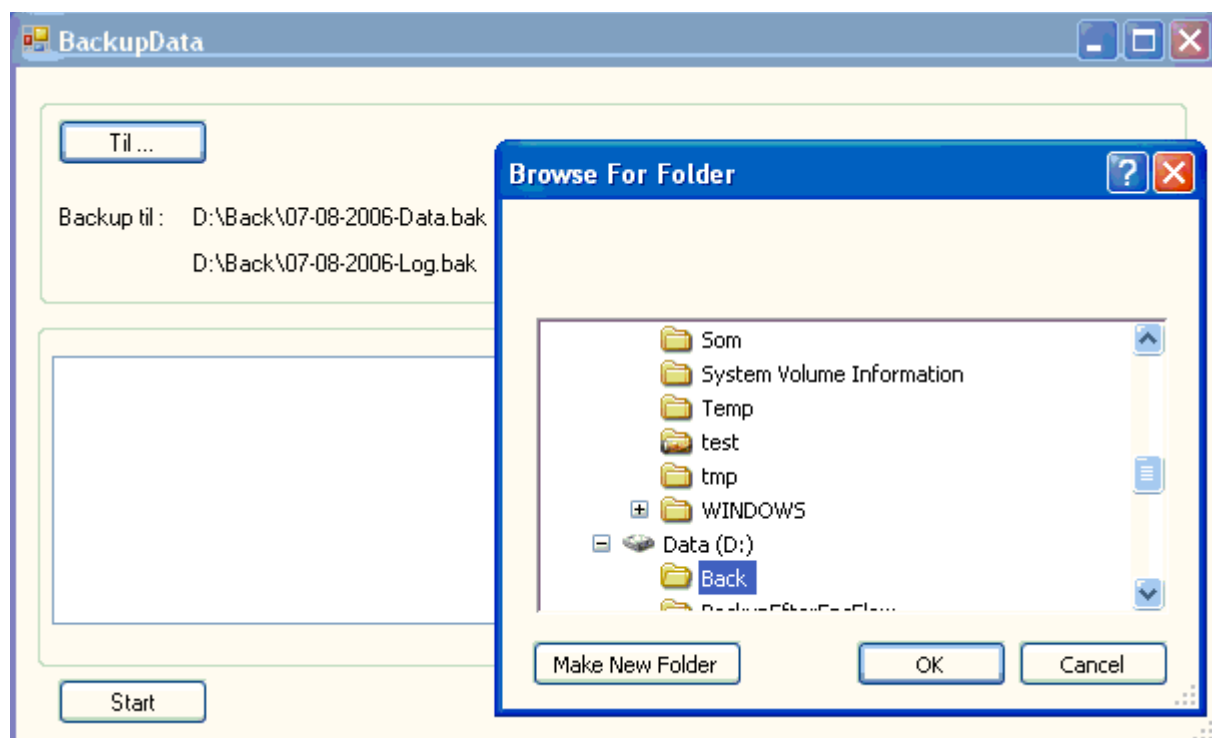 BackupData
Til ...
Backup til : D:\Back\07-08-2006-Data.bak
D:\Back\07-08-2006-Log.bak
Start
Browse For Folder
Som
System Volume Information
Temp
test
tmp
WINDOWS
Data (D:)
Back
Make New Folder
OK
Cancel